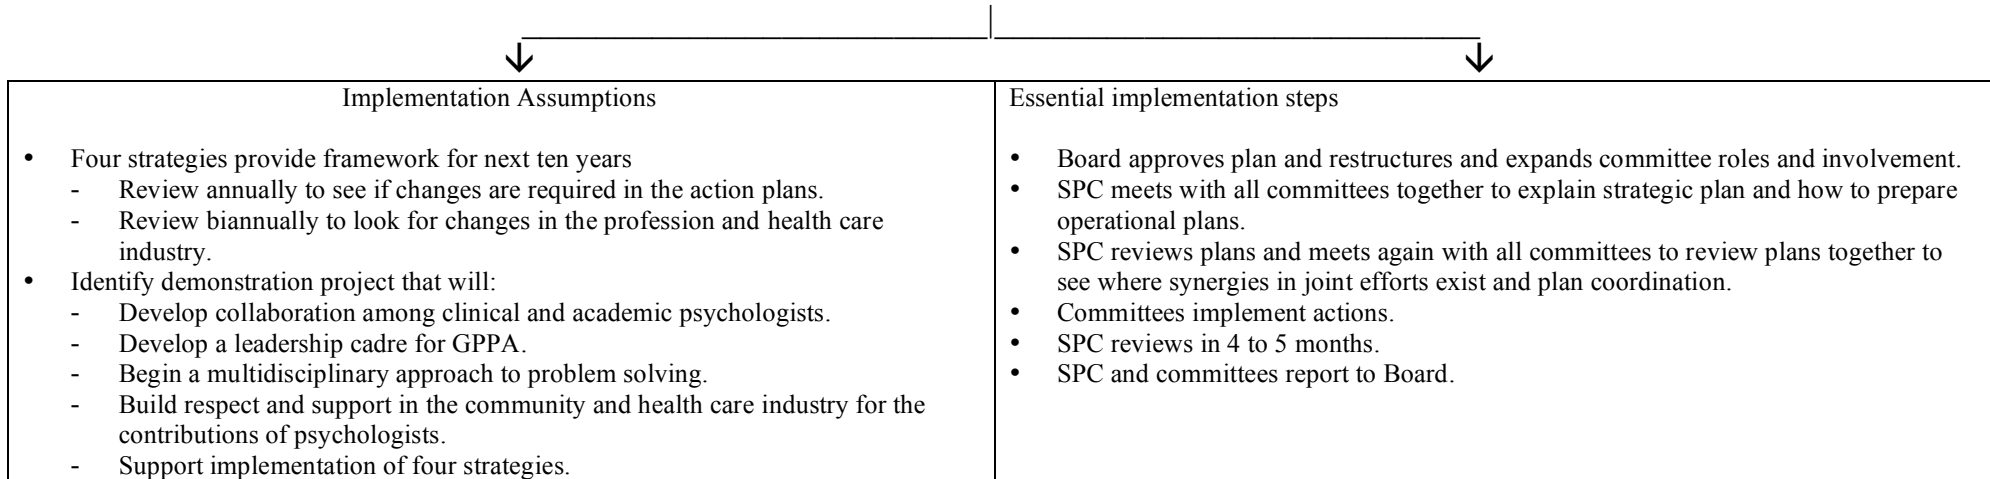 Implementation Assumptions
• Four strategies provide framework for next ten years
- Review annually to see if changes are required in the action plans.
- Review biannually to look for changes in the profession and health care
industry.
• Identify demonstration project that will:
- Develop collaboration among clinical and academic psychologists.
- Develop a leadership cadre for GPPA.
- Begin a multidisciplinary approach to problem solving.
- Build respect and support in the community and health care industry for the
contributions of psychologists.
- Support implementation of four strategies.
Essential implementation steps
• Board approves plan and restructures and expands committee roles and involvement.
• SPC meets with all committees together to explain strategic plan and how to prepare
operational plans.
• SPC reviews plans and meets again with all committees to review plans together to
see where synergies in joint efforts exist and plan coordination.
• Committees implement actions.
• SPC reviews in 4 to 5 months.
• SPC and committees report to Board.